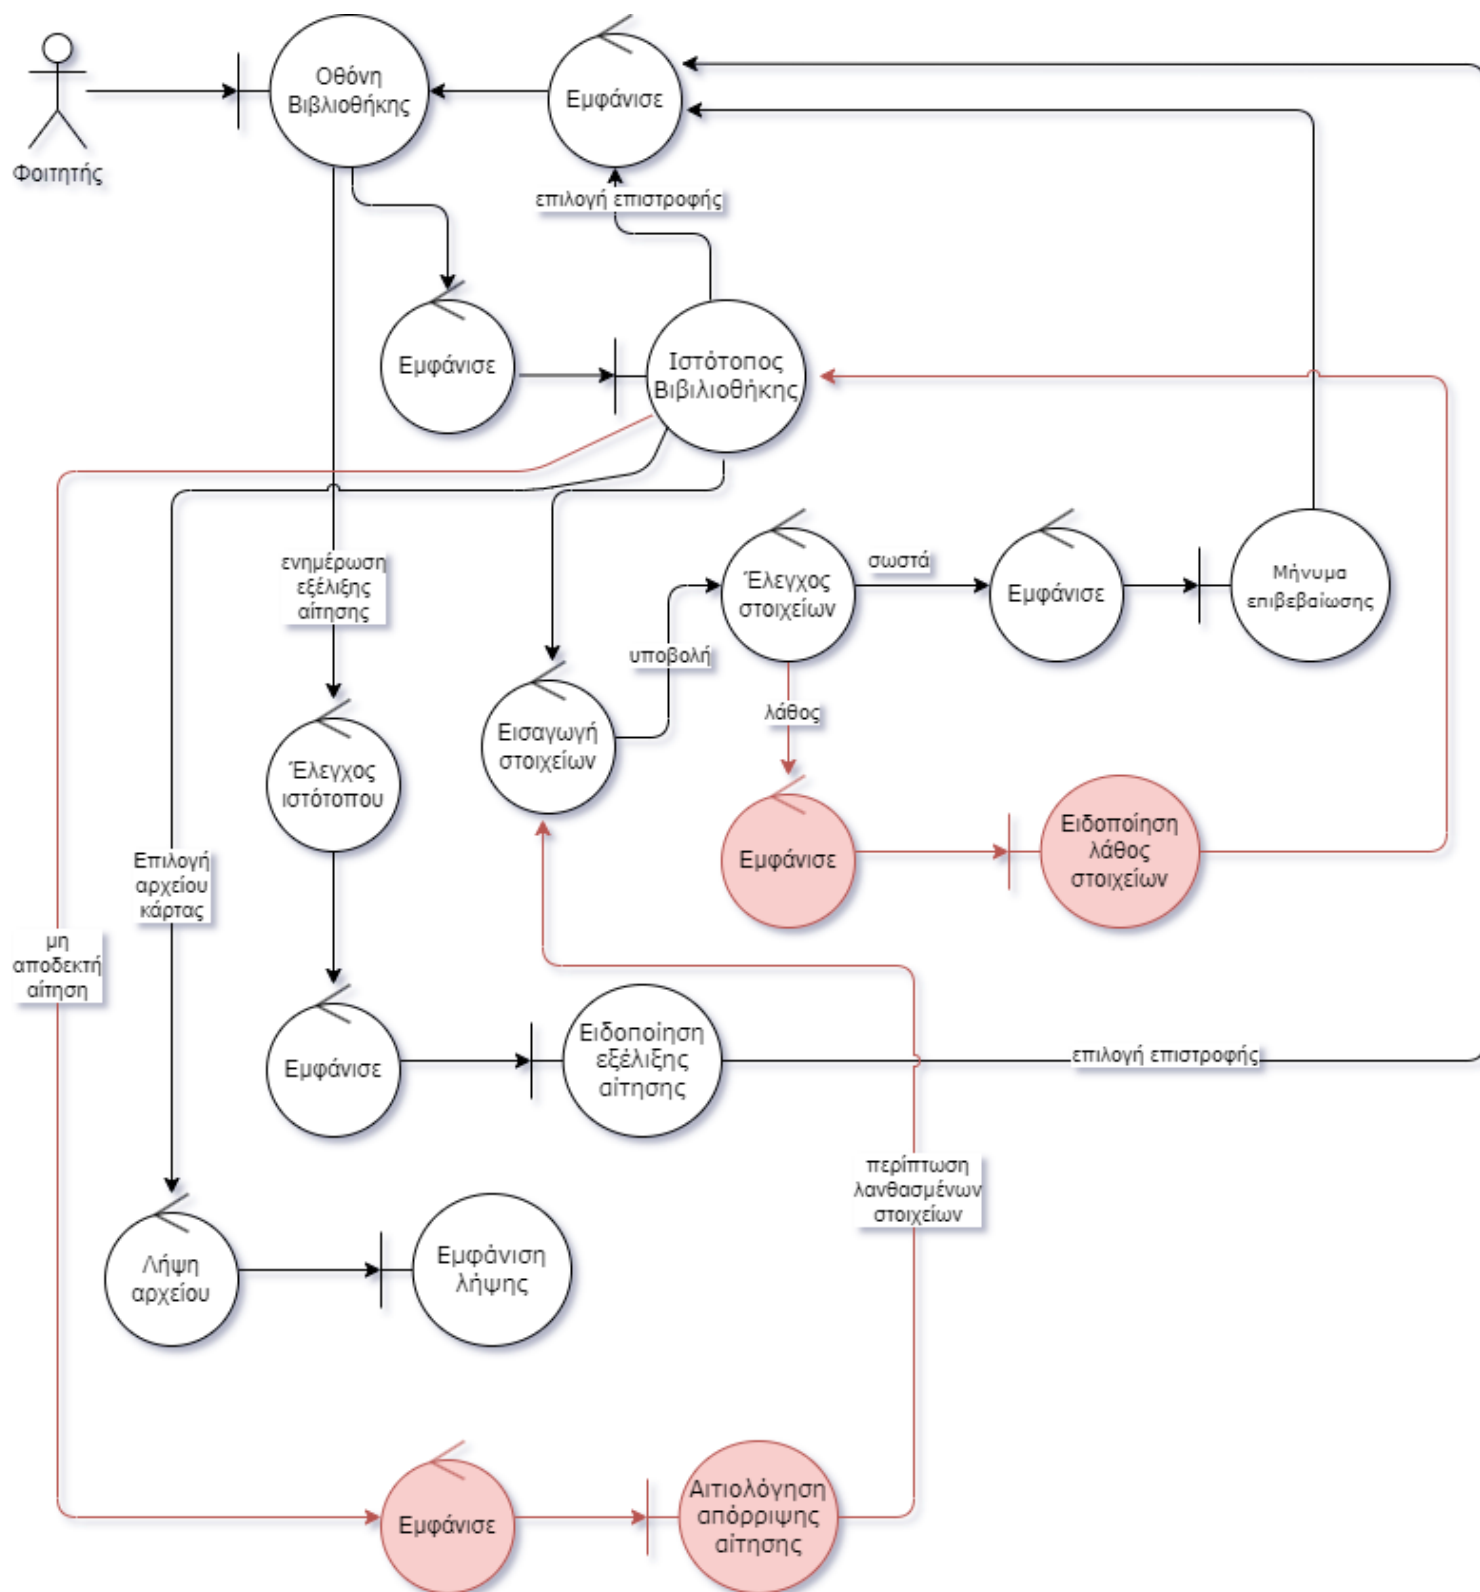 Φοιτητής
Οθόνη
Βιβλιοθήκης
Εμφάνισε
επιλογή επιστροφής
Εμφάνισε
Ιστότοπος
Βιβιλιοθήκης
ενημέρωση
εξέλιξης
αίτησης
Έλεγχος
στοιχείων
σωστά
Εμφάνισε
Μήνυμα
επιβεβαίωσης
υποβολή
λάθος
Εισαγωγή
στοιχείων
Έλεγχος
ιστότοπου
Εμφάνισε
Ειδοποίηση
λάθος
στοιχείων
Επιλογή
αρχείου
κάρτας
μη
αποδεκτή
αίτηση
Εμφάνισε
Ειδοποίηση
εξέλιξης
αίτησης
επιλογή επιστροφής
περίπτωση
λανθασμένων
στοιχείων
Λήψη
αρχείου
Εμφάνιση
λήψης
Εμφάνισε
Αιτιολόγηση
απόρριψης
αίτησης